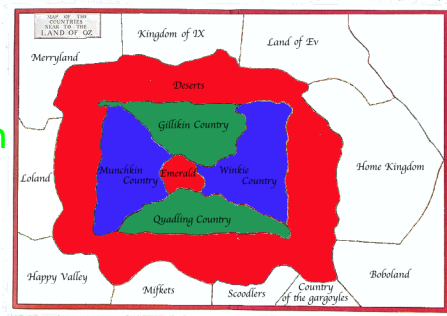 MAP OF THE
COUNTRIES
NEAR TO THE
LAND OF OZ
Kingdom of IX
Land of Ev
Merryland
Deserts
Gillikin Country
Munchkin
Country
Emerald
Winkie
Country
Home Kingdom
Loland
Quadling Country
Happy Valley
Mifkets
Scoodlers
Country
of the gargoyles
Boboland